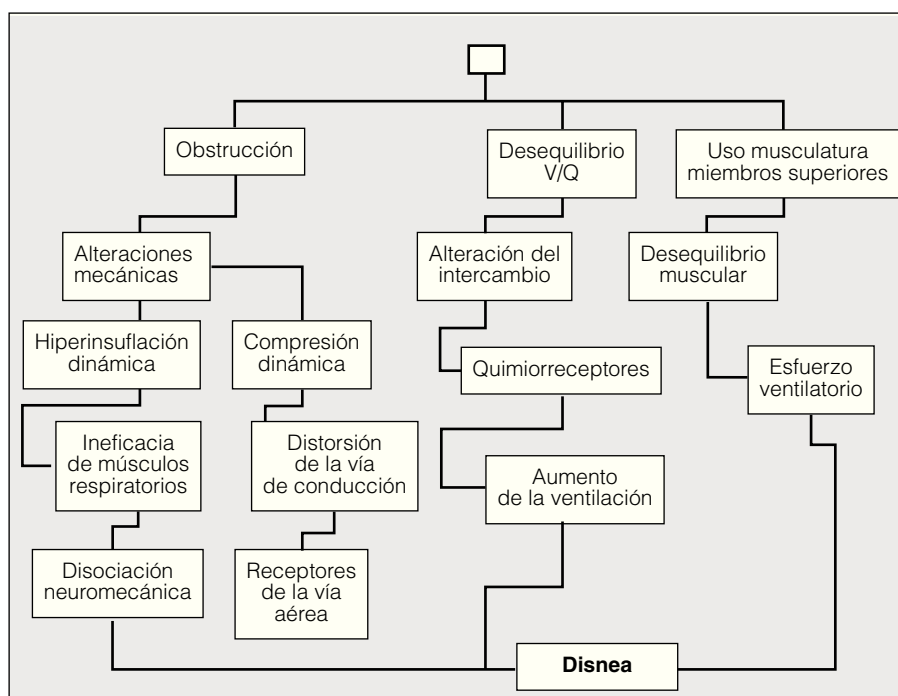 Obstrucción
Desequilibrio
V/Q
Uso musculatura
miembros superiores
Alteraciones
mecánicas
Alteración del
intercambio
Desequilibrio
muscular
Hiperinsuflación
dinámica
Compresión
dinámica
Quimiorreceptores
Esfuerzo
ventilatorio
Ineficacia
de músculos
respiratorios
Distorsión
de la vía
de conducción
Aumento
de la ventilación
Disociación
neuromecánica
Receptores
de la vía
aérea
Disnea